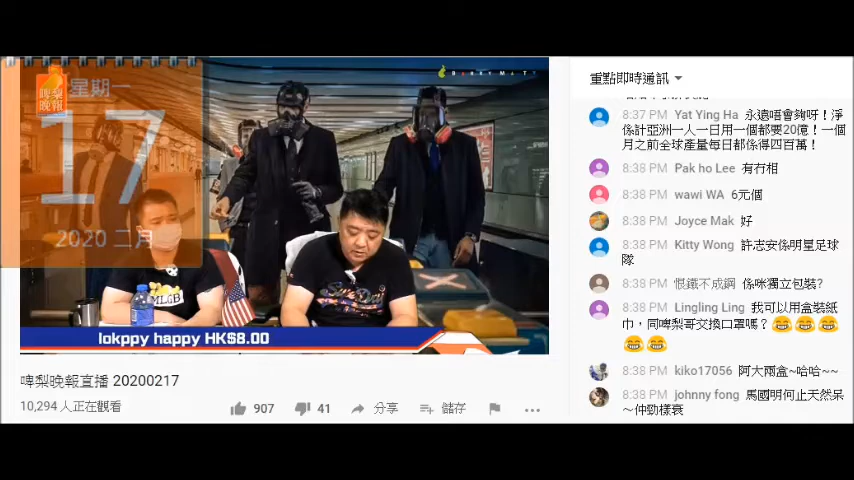 星期一
啤梨
晚報
17
2020 二月
MLGB
lokppy happy HK$8.00
啤梨晚報直播 20200217
10,294 人正在觀看
907
41
分享
儲存
重點即時通訊
8:37 PM Yat Ying Ha 永遠唔會夠呀！淨
係計亞洲一人一日用一個都要20億！一個
月之前全球產量每日都係得四百萬！
8:38 PM Pak ho Lee 有冇相
8:38 PM wawi WA 6元個
8:38 PM Joyce Mak 好
8:38 PM Kitty Wong 許志安係明星足球
隊
8:38 PM 恨鐵不成鋼 係咪獨立包裝?
8:38 PM Lingling Ling 我可以用盒裝紙
巾，同啤梨哥交換口罩嗎？😂😂😂
😂😂
8:38 PM kiko17056 阿大兩盒~哈哈~~
8:38 PM johnny fong 馬國明何止天然呆
～仲勁樣衰